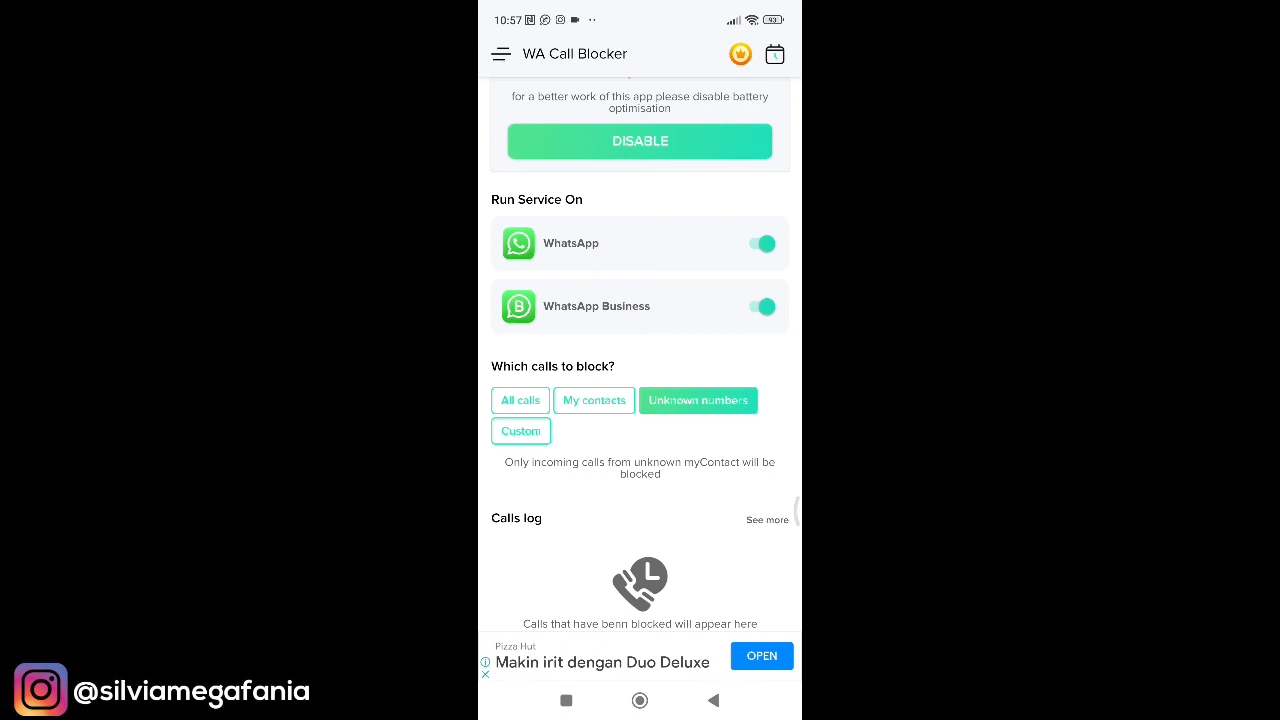 10:57
93
WA Call Blocker
for a better work of this app please disable battery
optimisation
DISABLE
Run Service On
WhatsApp
WhatsApp Business
Which calls to block?
All calls
My contacts
Unknown numbers
Custom
Only incoming calls from unknown myContact will be
blocked
Calls log
See more
Calls that have benn blocked will appear here
Pizza Hut
Makin irit dengan Duo Deluxe
OPEN
@silviamegafania